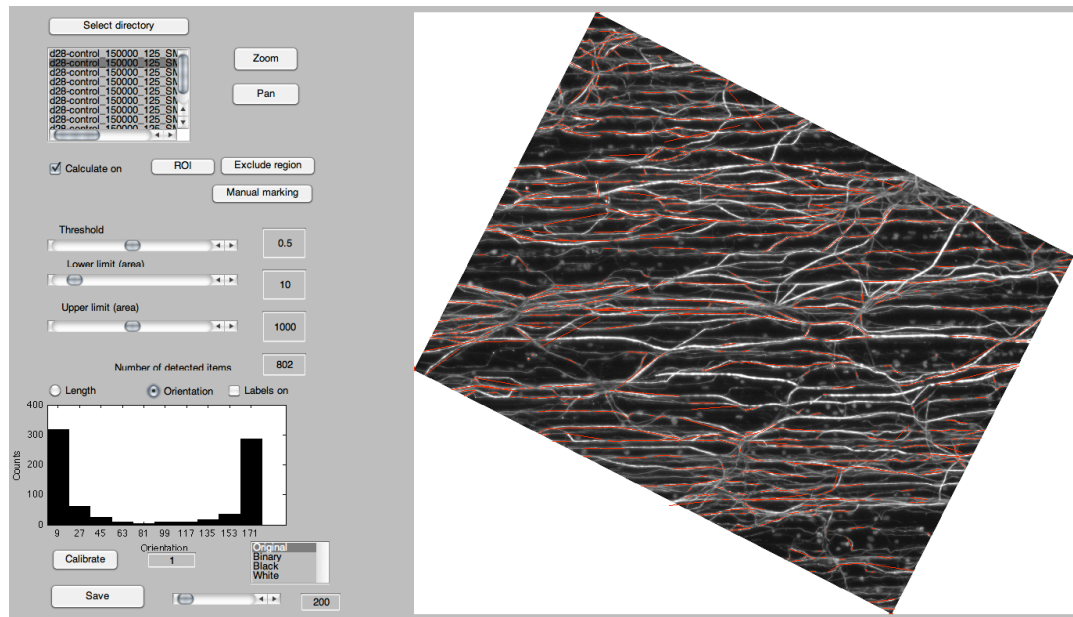 Select directory
d28-control_150000_125_SM
d28-control_150000_125_SM
d28-control_150000_125_SM
d28-control_150000_125_SM
d28-control_150000_125_SM
d28-control_150000_125_SM
d28-control_150000_125_SM
d28-control_150000_125_SM
d28-control_150000_125_SM
Zoom
Pan
Calculate on
ROI
Exclude region
Manual marking
Threshold
0.5
Lower limit (area)
10
Upper limit (area)
1000
Number of detected items
802
Length
Orientation
Labels on
400
300
200
100
0
Counts
9 27 45 63 81 99 117 135 153 171
Orientation
Calibrate
1
Original
Binary
Black
White
Save
200